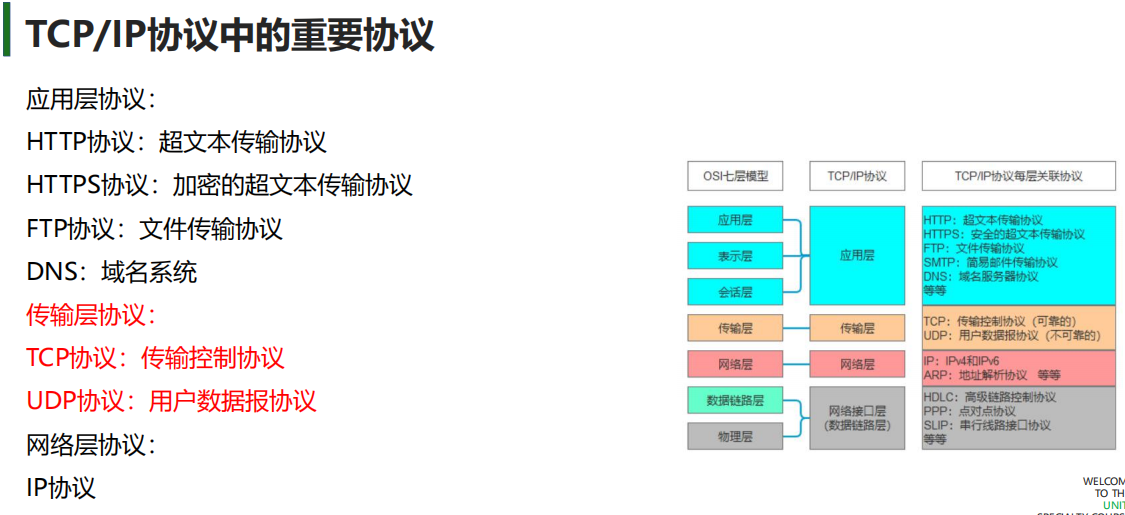 TCP/IP协议中的重要协议
应用层协议：
HTTP协议：超文本传输协议
HTTPS协议：加密的超文本传输协议
FTP协议：文件传输协议
DNS：域名系统
传输层协议：
TCP协议：传输控制协议
UDP协议：用户数据报协议
网络层协议：
IP协议
OSI七层模型
应用层
表示层
会话层
传输层
网络层
数据链路层
物理层
TCP/IP协议
应用层
传输层
网络层
网络接口层
(数据链路层)
TCP/IP协议每层关联协议
HTTP：超文本传输协议
HTTPS：安全的超文本传输协议
FTP：文件传输协议
SMTP：简易邮件传输协议
DNS：域名服务器协议
等等
TCP：传输控制协议（可靠的）
UDP：用户数据报协议（不可靠的）
IP：IPv4和IPv6
ARP：地址解析协议 等等
HDLC：高级链路控制协议
PPP：点对点协议
SLIP：串行线路接口协议
等等
WELCOM
TO TH
UNIT